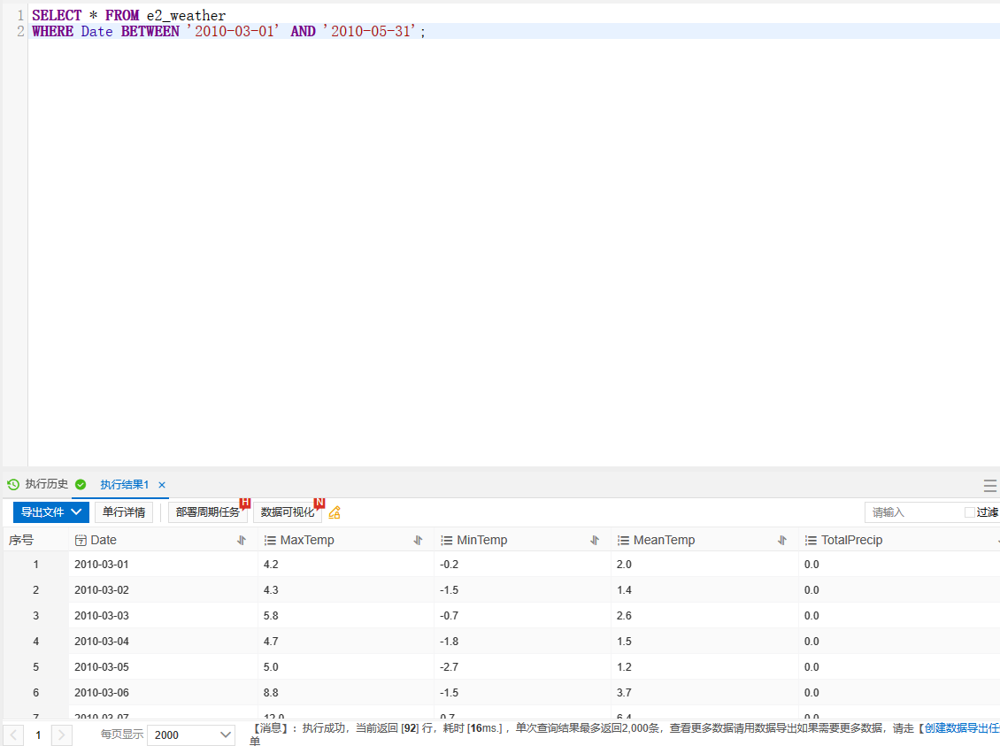 1 SELECT * FROM e2_weather
2 WHERE Date BETWEEN '2010-03-01' AND '2010-05-31';
执行历史 执行结果1 ×
导出文件 单行详情 部署周期任务 H 数据可视化 N 请输入 过滤
序号 Date MaxTemp MinTemp MeanTemp TotalPrecip
1 2010-03-01 4.2 -0.2 2.0 0.0
2 2010-03-02 4.3 -1.5 1.4 0.0
3 2010-03-03 5.8 -0.7 2.6 0.0
4 2010-03-04 4.7 -1.8 1.5 0.0
5 2010-03-05 5.0 -2.7 1.2 0.0
6 2010-03-06 8.8 -1.5 3.7 0.0
7 2010-03-07 12.0 0.7 6.4 0.0
< 1 > 每页显示 2000 【消息】：执行成功，当前返回 [92] 行，耗时 [16ms.] ，单次查询结果最多返回2,000条，查看更多数据请用数据导出如果需要更多数据，请走【创建数据导出任
单